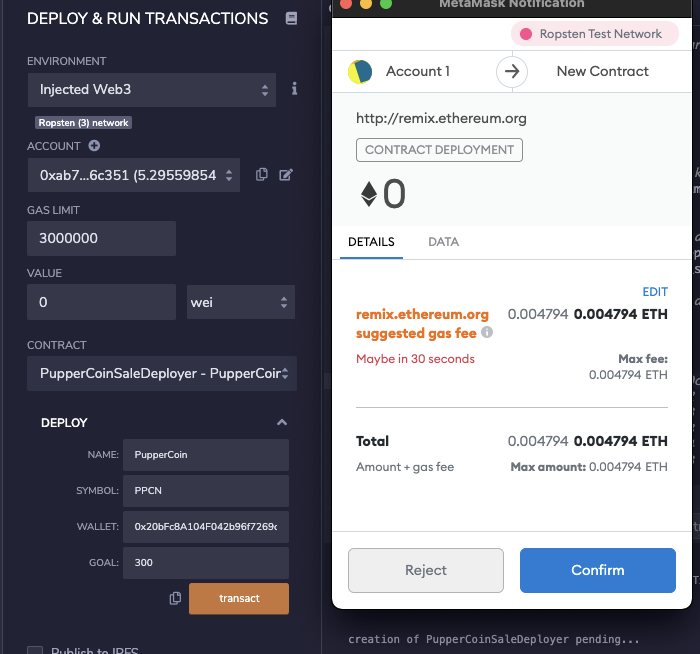 DEPLOY & RUN TRANSACTIONS
ENVIRONMENT
Injected Web3
Ropsten (3) network
ACCOUNT
0xab7...6c351 (5.29559854
GAS LIMIT
3000000
VALUE
0
wei
CONTRACT
PupperCoinSaleDeployer - PupperCoin
DEPLOY
NAME: PupperCoin
SYMBOL: PPCN
WALLET: 0x20bFc8A104F042b96f7269c
GOAL: 300
transact
Publish to IPFS
MetaMask Notification
Ropsten Test Network
Account 1
New Contract
http://remix.ethereum.org
CONTRACT DEPLOYMENT
0
DETAILS
DATA
EDIT
remix.ethereum.org 0.004794 0.004794 ETH
suggested gas fee
Maybe in 30 seconds
Max fee:
0.004794 ETH
Total 0.004794 0.004794 ETH
Amount + gas fee Max amount: 0.004794 ETH
Reject
Confirm
creation of PupperCoinSaleDeployer pending...